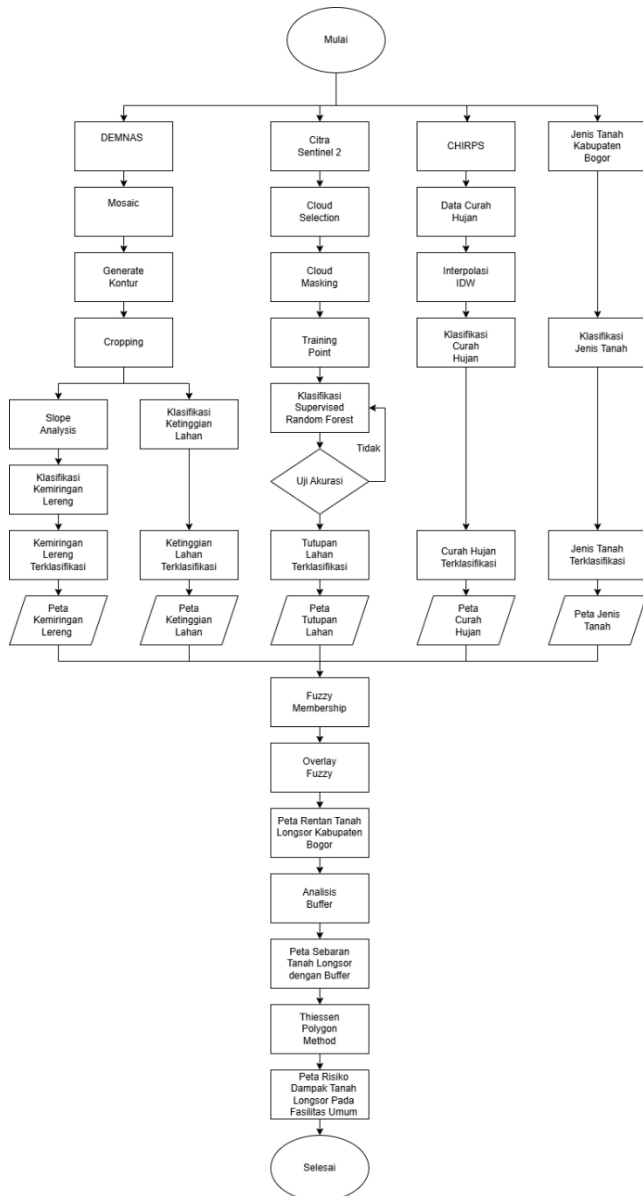 Mulai
DEMNAS
Citra
Sentinel 2
CHIRPS
Jenis Tanah
Kabupaten
Bogor
Mosaic
Cloud
Selection
Data Curah
Hujan
Generate
Kontur
Cloud
Masking
Interpolasi
IDW
Cropping
Training
Point
Klasifikasi
Curah
Hujan
Klasifikasi
Jenis Tanah
Slope
Analysis
Klasifikasi
Ketinggian
Lahan
Klasifikasi
Supervised
Random Forest
Tidak
Klasifikasi
Kemiringan
Lereng
Uji Akurasi
Kemiringan
Lereng
Terklasifikasi
Ketinggian
Lahan
Terklasifikasi
Tutupan
Lahan
Terklasifikasi
Curah Hujan
Terklasifikasi
Jenis Tanah
Terklasifikasi
Peta
Kemiringan
Lereng
Peta
Ketinggian
Lahan
Peta
Tutupan
Lahan
Peta
Curah
Hujan
Peta Jenis
Tanah
Fuzzy
Membership
Overlay
Fuzzy
Peta Rentan Tanah
Longsor Kabupaten
Bogor
Analisis
Buffer
Peta Sebaran
Tanah Longsor
dengan Buffer
Thiessen
Polygon
Method
Peta Risiko
Dampak Tanah
Longsor Pada
Fasilitas Umum
Selesai